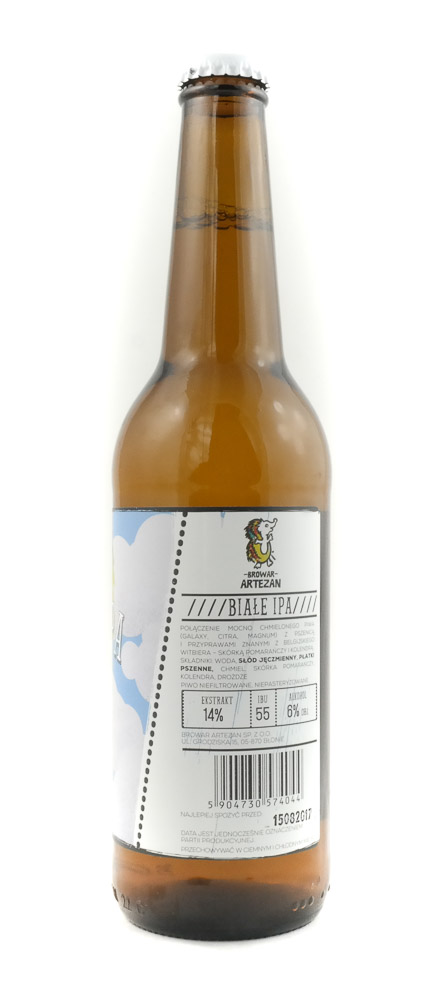 -BROWAR-
ARTEZAN
////BIAŁE IPA////
POŁĄCZENIE MOCNO CHMIELONEGO PIWA
(GALAXY, CITRA, MAGNUM) Z PSZENICĄ
I PRZYPRAWAMI ZNANYMI Z BELGIJSKIEGO
WITBIERA - SKÓRKĄ POMARAŃCZY I KOLENDRĄ.
SKŁADNIKI: WODA, SŁÓD JĘCZMIENNY, PŁATKI
PSZENNE, CHMIEL, SKÓRKA POMARAŃCZY,
KOLENDRA, DROŻDŻE
PIWO NIEFILTROWANE, NIEPASTERYZOWANE
EKSTRAKT IBU ALKOHOL
14% 55 6% OBJ.
BROWAR ARTEZAN SP. Z O.O.
UL. GRODZISKA 15, 05-870 BŁONIE
5 904730 574044
NAJLEPIEJ SPOŻYĆ PRZED: 15082017
DATA JEST JEDNOCZEŚNIE OZNACZENIEM
PARTII PRODUKCYJNEJ.
PRZECHOWYWAĆ W CIEMNYM I CHŁODNYM